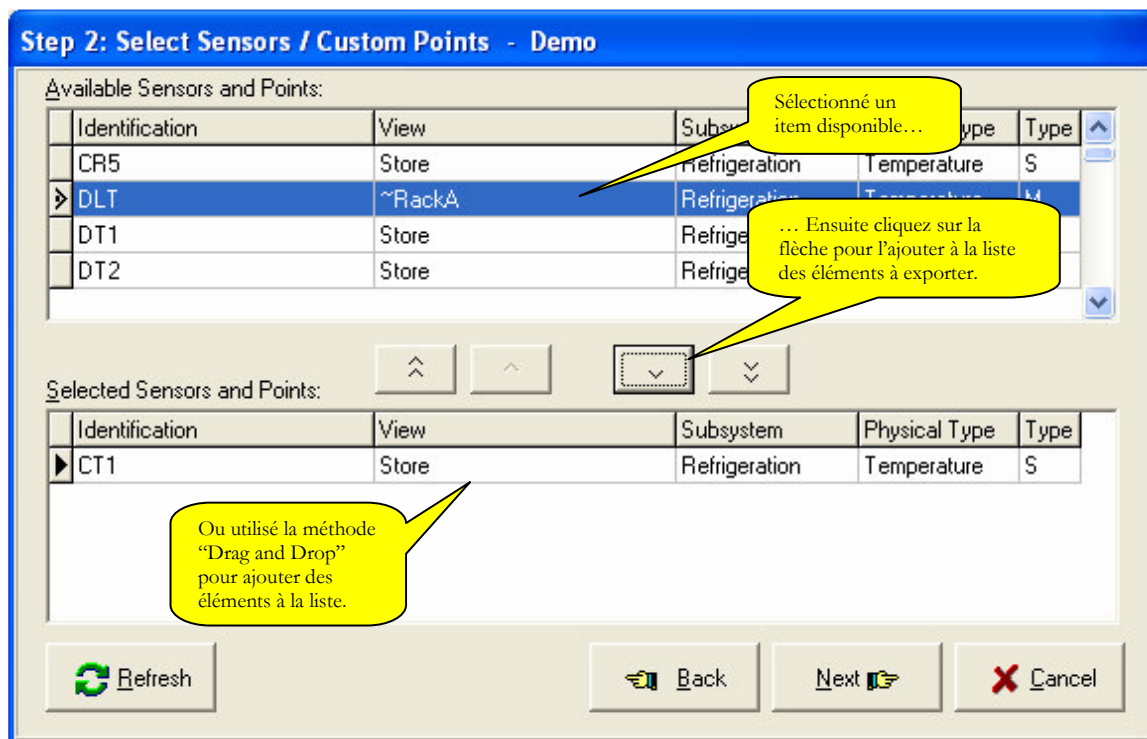 Step 2: Select Sensors / Custom Points - Demo
Available Sensors and Points:
Identification View Type
CR5 Store Refrigeration Temperature S
DLT ~RackA Refrigeration
DT1 Store
DT2 Store
Sélectionné un
item disponible…
… Ensuite cliquez sur la
flèche pour l’ajouter à la liste
des éléments à exporter.
Selected Sensors and Points:
Identification View Subsystem Physical Type Type
CT1 Store Refrigeration Temperature S
Ou utilisé la méthode
“Drag and Drop”
pour ajouter des
éléments à la liste.
Refresh Back Next Cancel